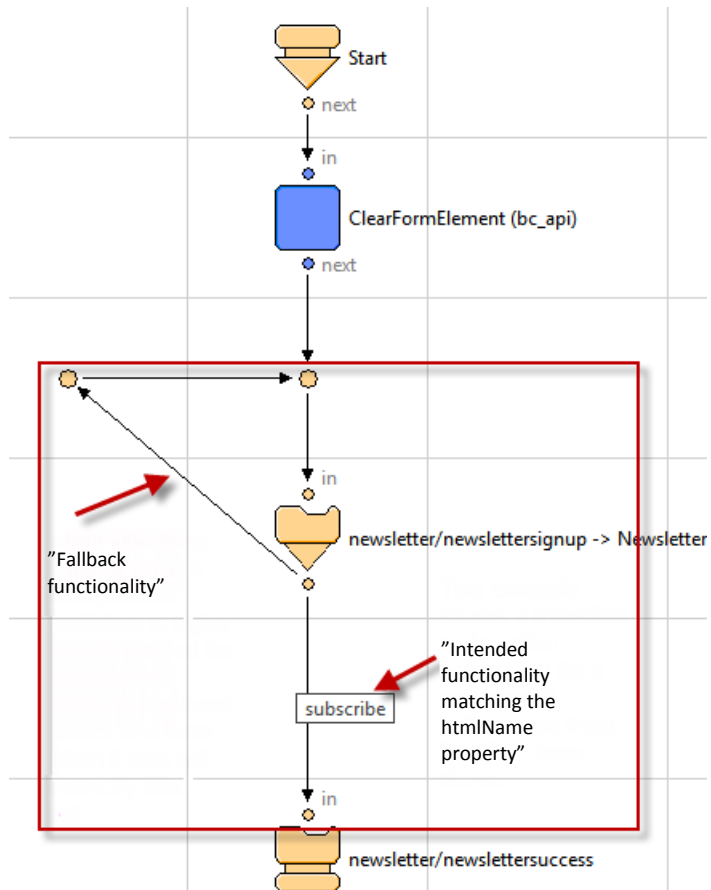 Start
next
in
ClearFormElement (bc_api)
next
in
newsletter/newslettersignup -> Newsletter
”Fallback
functionality”
”Intended
functionality
matching the
htmlName
property”
subscribe
in
newsletter/newslettersuccess